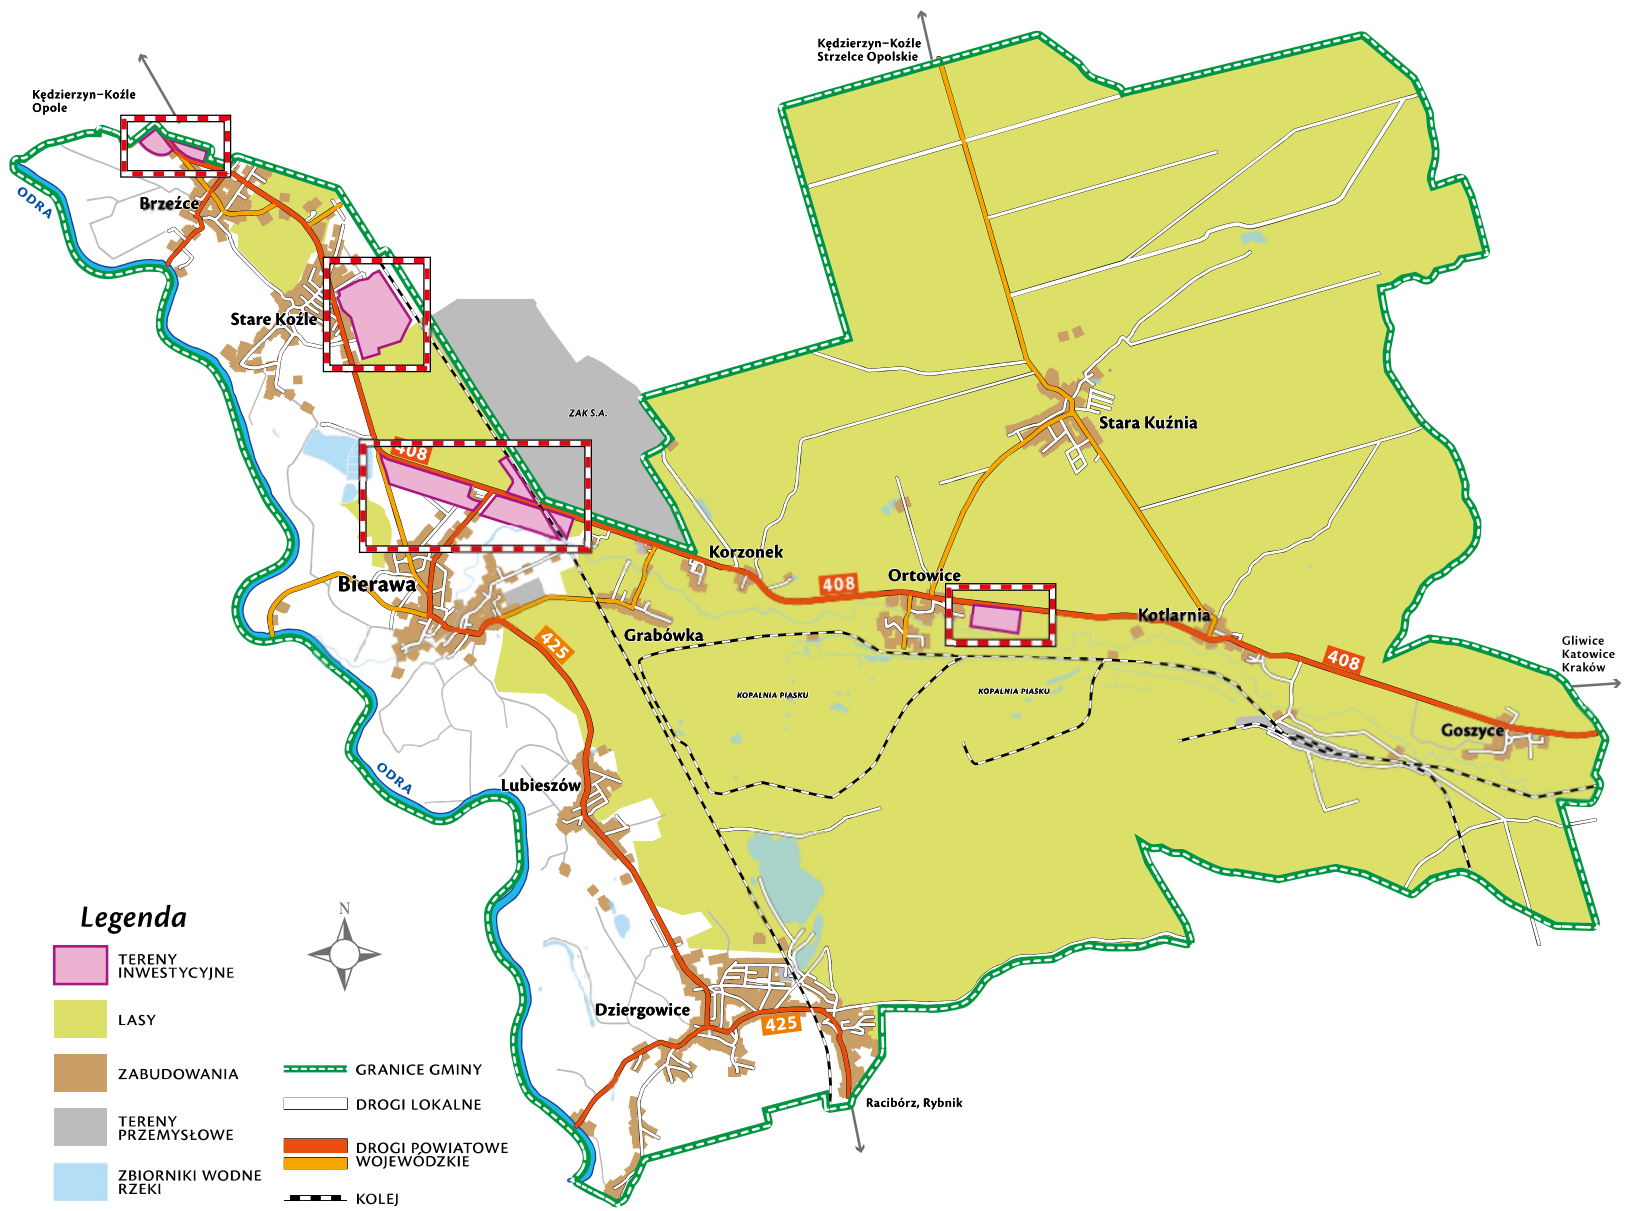 Kędzierzyn–Koźle
Strzelce Opolskie
Kędzierzyn–Koźle
Opole
ODRA
Brzeźce
Stare Koźle
ZAK S.A.
Stara Kuźnia
408
Korzonek
Ortowice
408
Bierawa
Kotlarnia
Grabówka
425
408
Gliwice
Katowice
Kraków
KOPALNIA PIASKU
KOPALNIA PIASKU
Goszyce
ODRA
Lubieszów
Dziergowice
425
Racibórz, Rybnik
N
Legenda
TERENY
INWESTYCYJNE
LASY
ZABUDOWANIA
TERENY
PRZEMYSŁOWE
ZBIORNIKI WODNE
RZEKI
GRANICE GMINY
DROGI LOKALNE
DROGI POWIATOWE
WOJEWÓDZKIE
KOLEJ